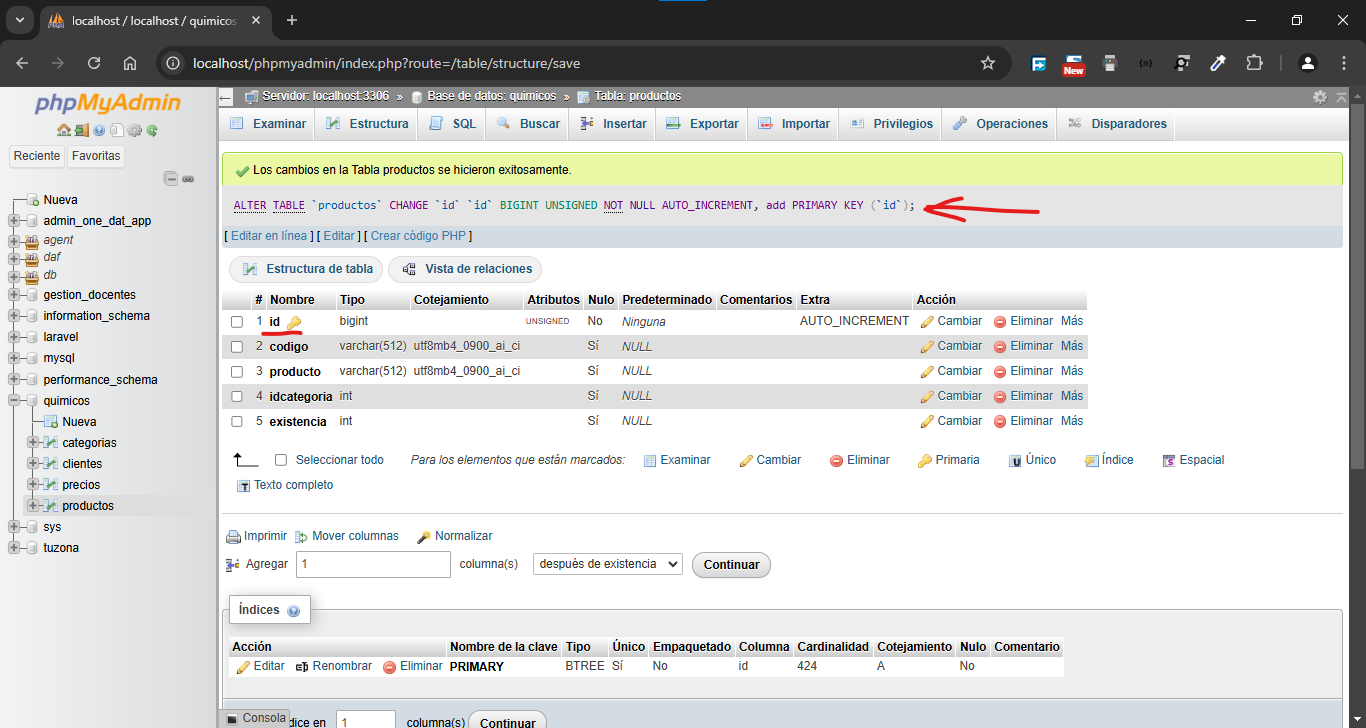 localhost / localhost / quimicos
localhost/phpmyadmin/index.php?route=/table/structure/save
New
phpMyAdmin
Reciente Favoritas
Nueva
admin_one_dat_app
agent
daf
db
gestion_docentes
information_schema
laravel
mysql
performance_schema
quimicos
Nueva
categorias
clientes
precios
productos
sys
tuzona
Servidor: localhost:3306 » Base de datos: quimicos » Tabla: productos
Examinar Estructura SQL Buscar Insertar Exportar Importar Privilegios Operaciones Disparadores
Los cambios en la Tabla productos se hicieron exitosamente.
ALTER TABLE `productos` CHANGE `id` `id` BIGINT UNSIGNED NOT NULL AUTO_INCREMENT, add PRIMARY KEY (`id`);
[ Editar en línea ] [ Editar ] [ Crear código PHP ]
Estructura de tabla Vista de relaciones
# Nombre Tipo Cotejamiento Atributos Nulo Predeterminado Comentarios Extra Acción
1 id bigint UNSIGNED No Ninguna AUTO_INCREMENT Cambiar Eliminar Más
2 codigo varchar(512) utf8mb4_0900_ai_ci Sí NULL Cambiar Eliminar Más
3 producto varchar(512) utf8mb4_0900_ai_ci Sí NULL Cambiar Eliminar Más
4 idcategoria int Sí NULL Cambiar Eliminar Más
5 existencia int Sí NULL Cambiar Eliminar Más
Seleccionar todo Para los elementos que están marcados: Examinar Cambiar Eliminar Primaria Único Índice Espacial
Texto completo
Imprimir Mover columnas Normalizar
Agregar 1 columna(s) después de existencia Continuar
Índices
Acción Nombre de la clave Tipo Único Empaquetado Columna Cardinalidad Cotejamiento Nulo Comentario
Editar Renombrar Eliminar PRIMARY BTREE Sí No id 424 A No
Consola
en 1 columna(s) Continuar